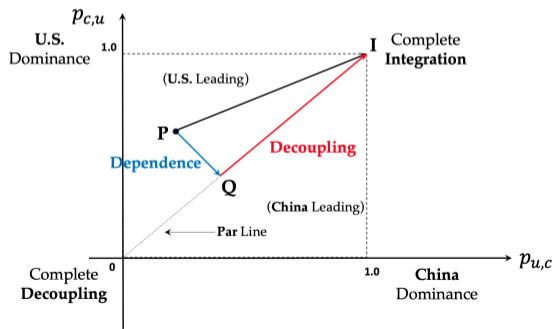 p_{c,u}
U.S.
Dominance
1.0
I
Complete
Integration
(U.S. Leading)
P
Decoupling
Dependence
Q
(China Leading)
Par Line
0
1.0
p_{u,c}
Complete
Decoupling
China
Dominance